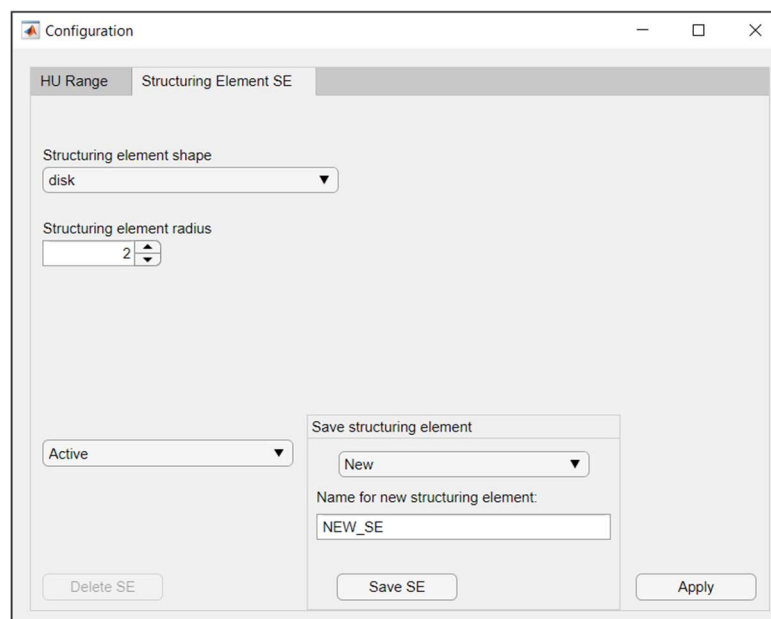 Configuration
HU Range
Structuring Element SE
Structuring element shape
disk
Structuring element radius
2
Active
Save structuring element
New
Name for new structuring element:
NEW_SE
Delete SE
Save SE
Apply